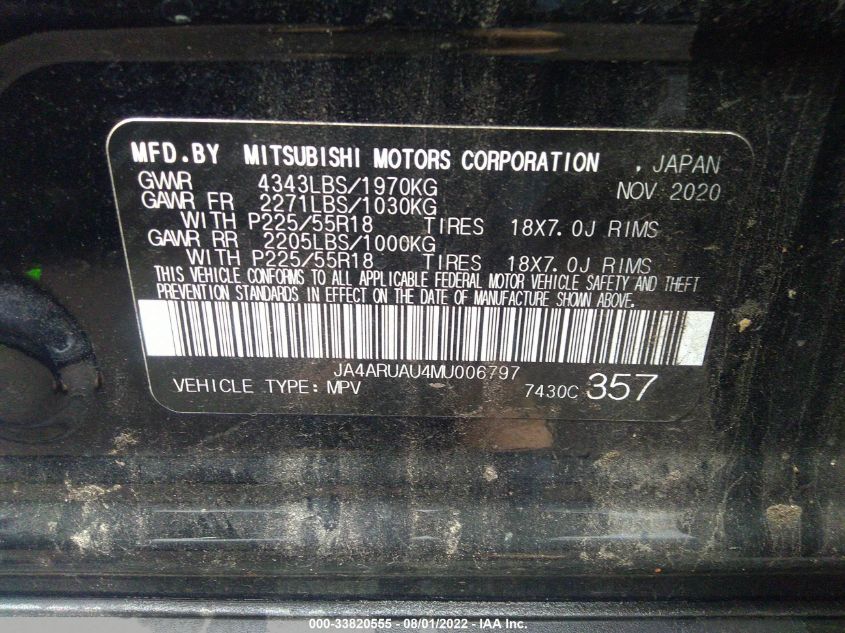 MFD.BY MITSUBISHI MOTORS CORPORATION , JAPAN
GVWR 4343LBS/1970KG NOV 2020
GAWR FR 2271LBS/1030KG
WITH P225/55R18 TIRES 18X7.0J RIMS
GAWR RR 2205LBS/1000KG
WITH P225/55R18 TIRES 18X7.0J RIMS
THIS VEHICLE CONFORMS TO ALL APPLICABLE FEDERAL MOTOR VEHICLE SAFETY AND THEFT
PREVENTION STANDARDS IN EFFECT ON THE DATE OF MANUFACTURE SHOWN ABOVE.
JA4ARUAU4MU006797
VEHICLE TYPE: MPV 7430C 357
000-33820555 - 08/01/2022 - IAA Inc.